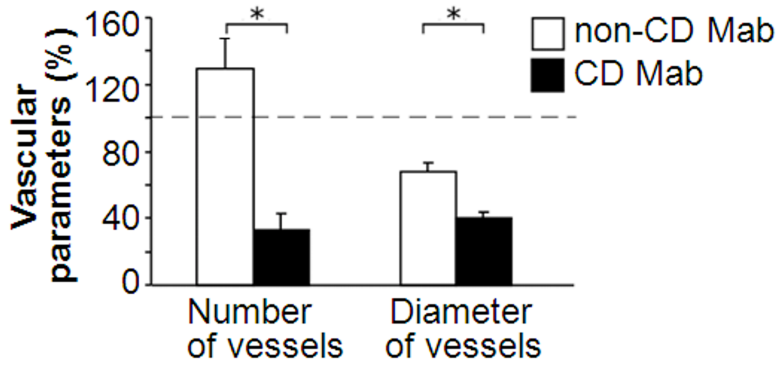 Vascular
parameters (%)
160
120
80
40
0
*
*
non-CD Mab
CD Mab
Number
of vessels
Diameter
of vessels